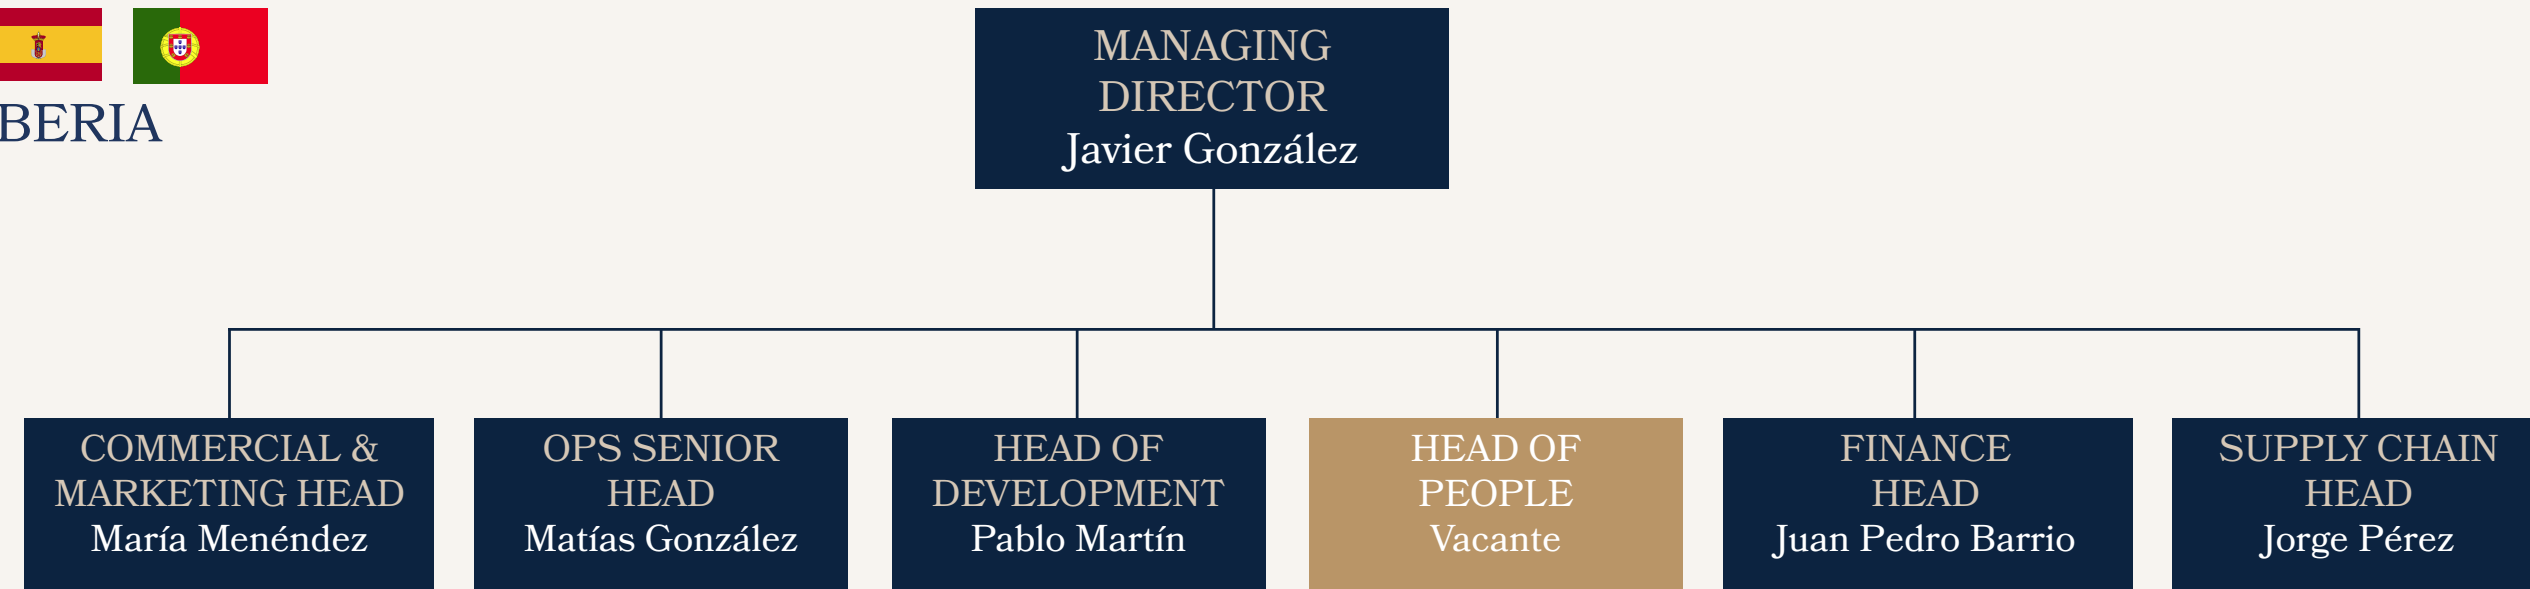 BERIA
MANAGING
DIRECTOR
Javier González
COMMERCIAL &
MARKETING HEAD
María Menéndez
OPS SENIOR
HEAD
Matías González
HEAD OF
DEVELOPMENT
Pablo Martín
HEAD OF
PEOPLE
Vacante
FINANCE
HEAD
Juan Pedro Barrio
SUPPLY CHAIN
HEAD
Jorge Pérez